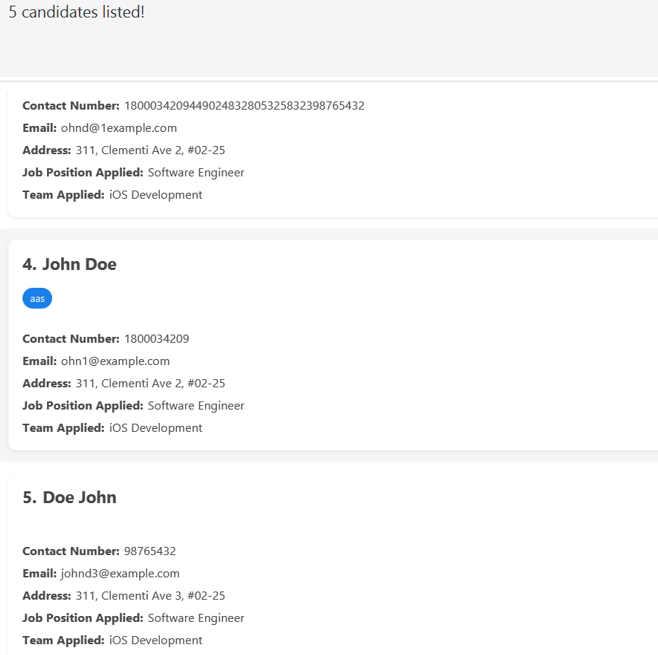 5 candidates listed!
Contact Number: 1800034209449024832805325832398765432
Email: ohnd@1example.com
Address: 311, Clementi Ave 2, #02-25
Job Position Applied: Software Engineer
Team Applied: iOS Development
4. John Doe
aas
Contact Number: 1800034209
Email: ohn1@example.com
Address: 311, Clementi Ave 2, #02-25
Job Position Applied: Software Engineer
Team Applied: iOS Development
5. Doe John
Contact Number: 98765432
Email: johnd3@example.com
Address: 311, Clementi Ave 3, #02-25
Job Position Applied: Software Engineer
Team Applied: iOS Development